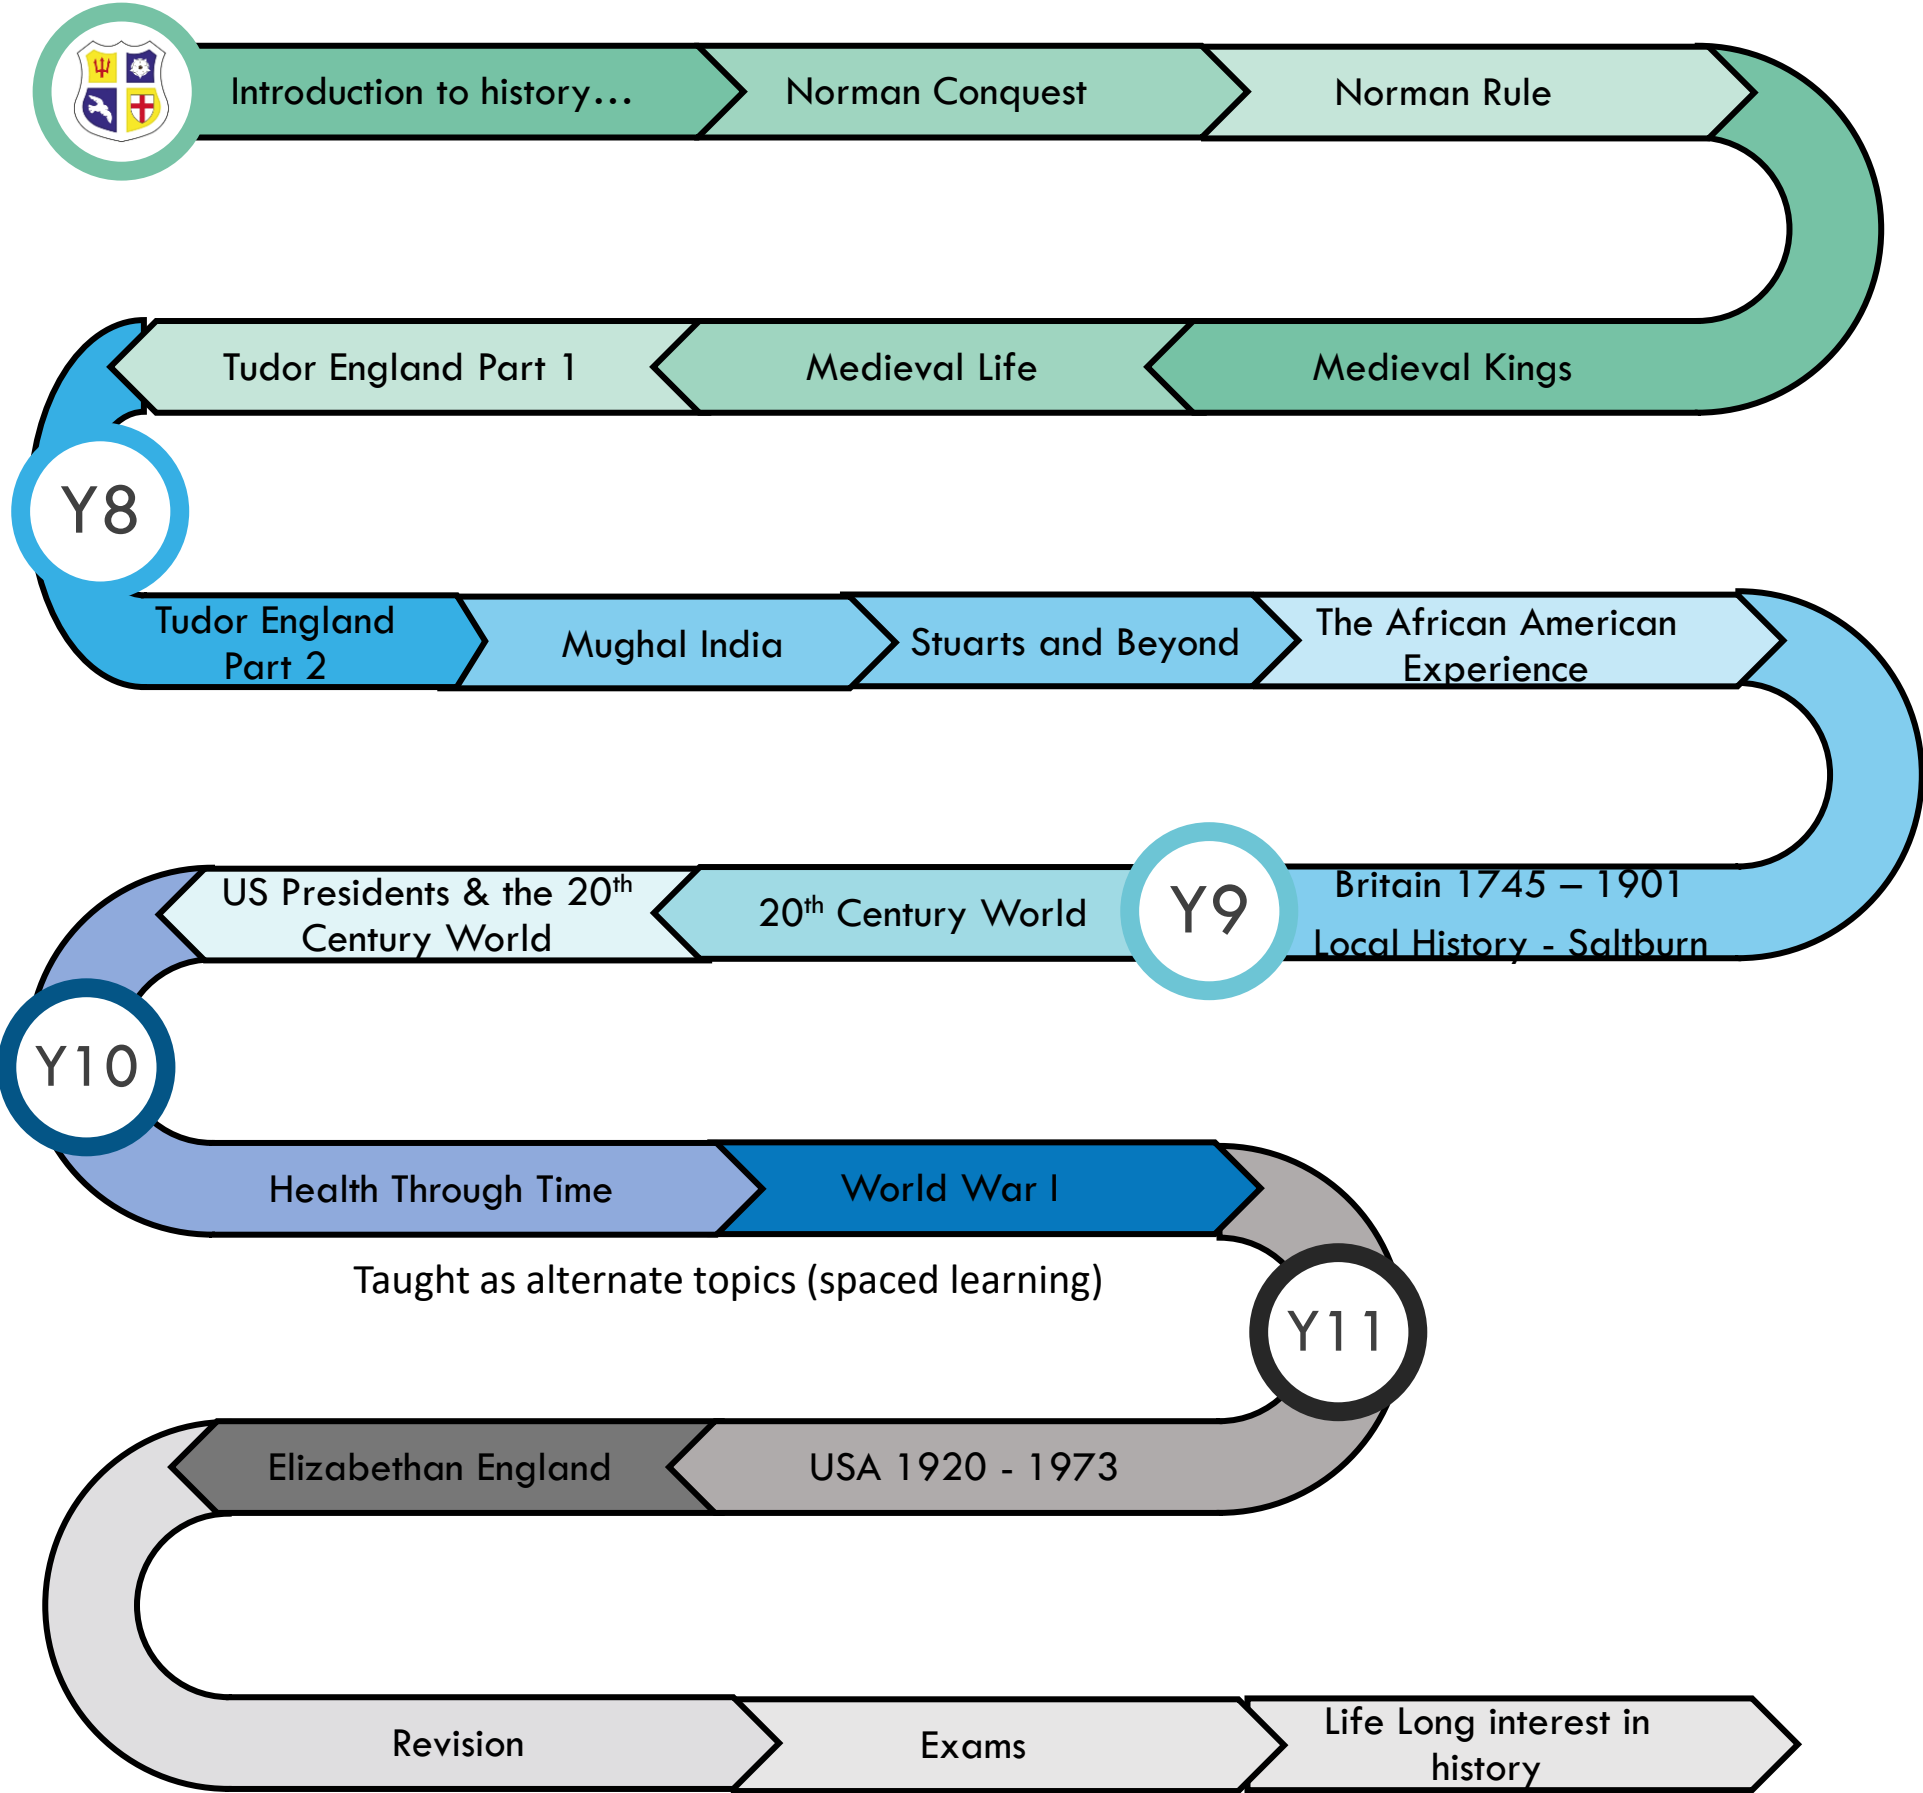 Introduction to history...
Norman Conquest
Norman Rule
Medieval Kings
Medieval Life
Tudor England Part 1
Y8
Tudor England
Part 2
Mughal India
Stuarts and Beyond
The African American
Experience
Britain 1745 – 1901
Local History - Saltburn
Y9
20th Century World
US Presidents & the 20th
Century World
Y10
Health Through Time
World War I
Taught as alternate topics (spaced learning)
Y11
USA 1920 - 1973
Elizabethan England
Revision
Exams
Life Long interest in
history